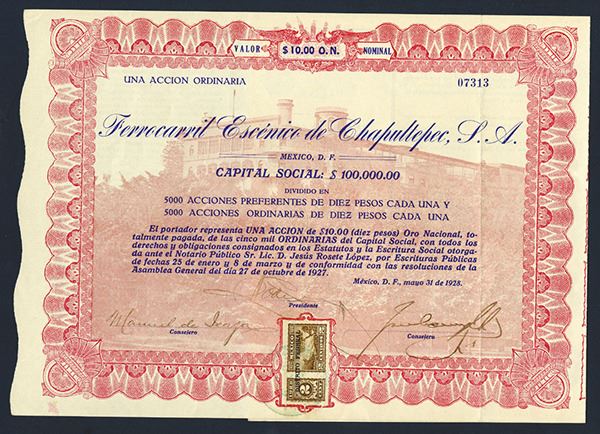 VALOR $10.00 O.N. NOMINAL
UNA ACCION ORDINARIA
07313
Ferrocarril Escénico de Chapultepec, S.A.
MEXICO, D. F.
CAPITAL SOCIAL: $ 100,000.00
DIVIDIDO EN
5000 ACCIONES PREFERENTES DE DIEZ PESOS CADA UNA Y
5000 ACCIONES ORDINARIAS DE DIEZ PESOS CADA UNA
El portador representa UNA ACCION de $10.00 (diez pesos) Oro Nacional, to-
talmente pagada, de las cinco mil ORDINARIAS del Capital Social, con todos los
derechos y obligaciones consignados en los Estatutos y la Escritura Social otorga-
da ante el Notario Público Sr. Lic. D. Jesús Rosete López, por Escrituras Públicas
de fechas 25 de enero y 8 de marzo y de conformidad con las resoluciones de la
Asamblea General del día 27 de octubre de 1927.
México, D. F., mayo 31 de 1928.
Presidente
Manuel de
Consejero
Consejero
MEXICO